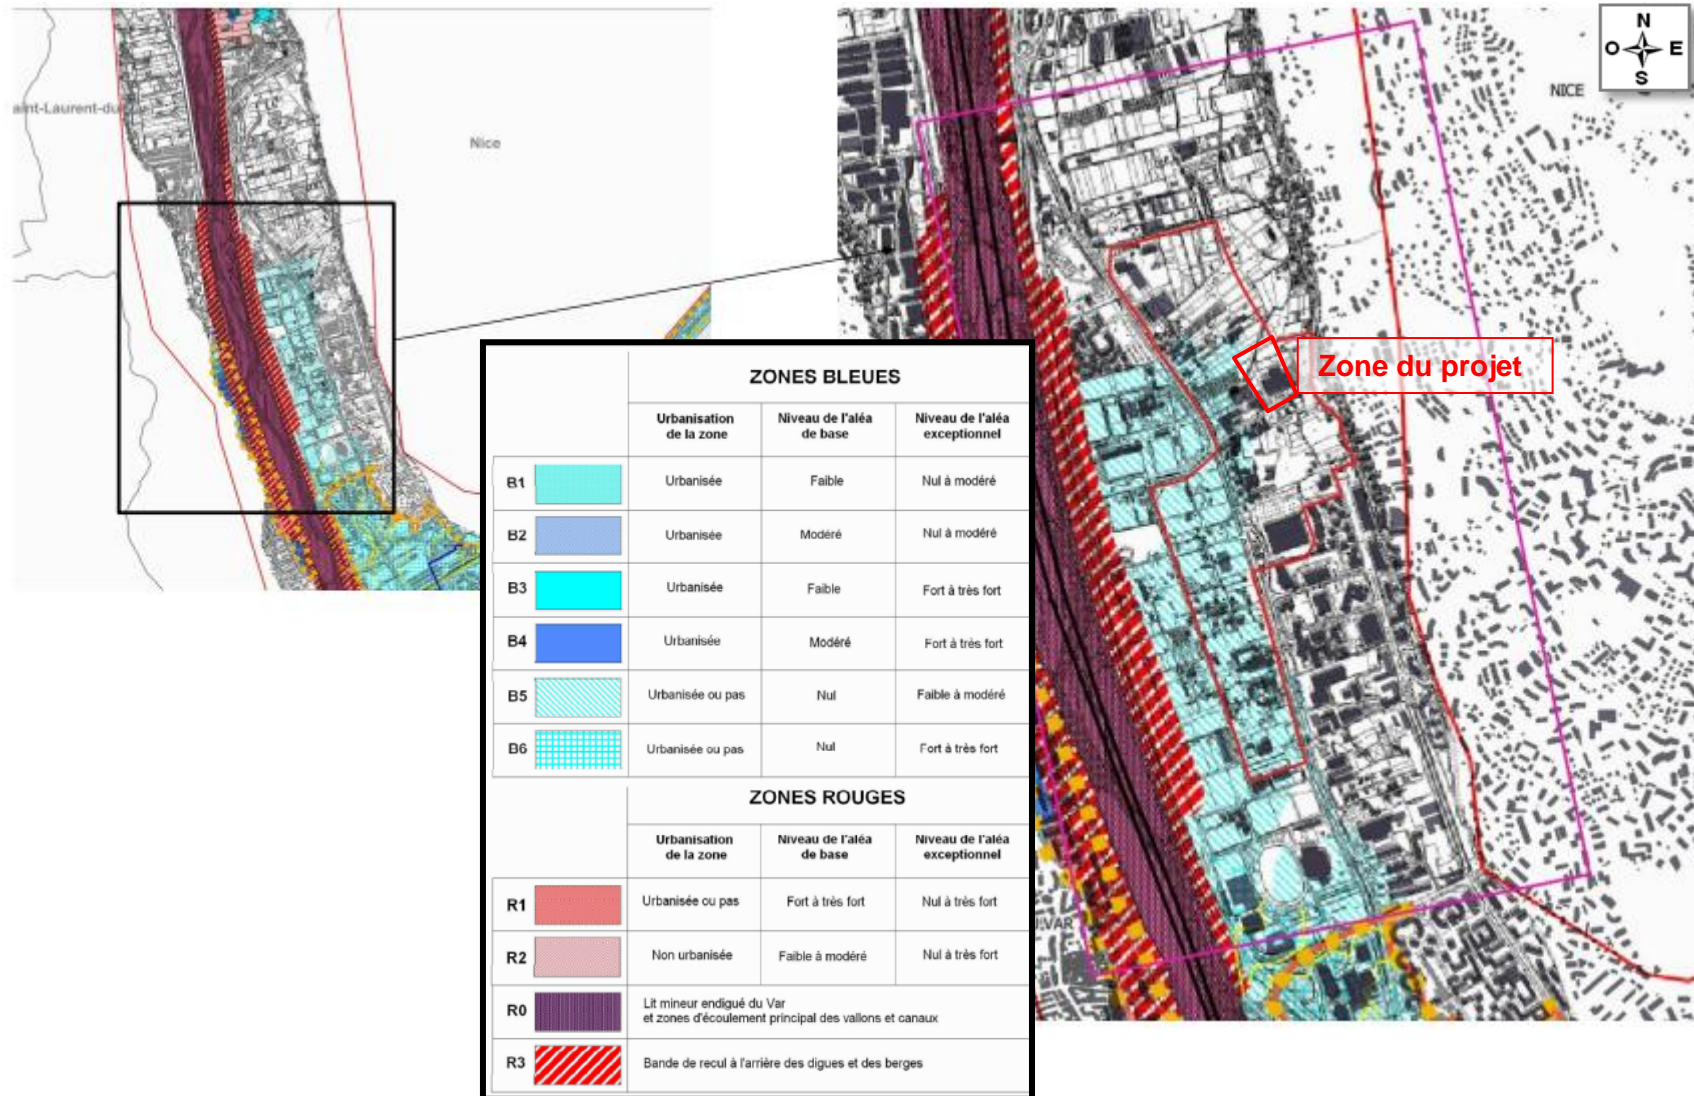 aint-Laurent-du
Nice
N
O E
S
NICE
Zone du projet
ZONES BLEUES
Urbanisation de la zone
Niveau de l'aléa de base
Niveau de l'aléa exceptionnel
B1 Urbanisée Faible Nul à modéré
B2 Urbanisée Modéré Nul à modéré
B3 Urbanisée Faible Fort à très fort
B4 Urbanisée Modéré Fort à très fort
B5 Urbanisée ou pas Nul Faible à modéré
B6 Urbanisée ou pas Nul Fort à très fort
ZONES ROUGES
Urbanisation de la zone
Niveau de l'aléa de base
Niveau de l'aléa exceptionnel
R1 Urbanisée ou pas Fort à très fort Nul à très fort
R2 Non urbanisée Faible à modéré Nul à très fort
R0 Lit mineur endigué du Var
et zones d'écoulement principal des vallons et canaux
R3 Bande de recul à l'arrière des digues et des berges
VAR